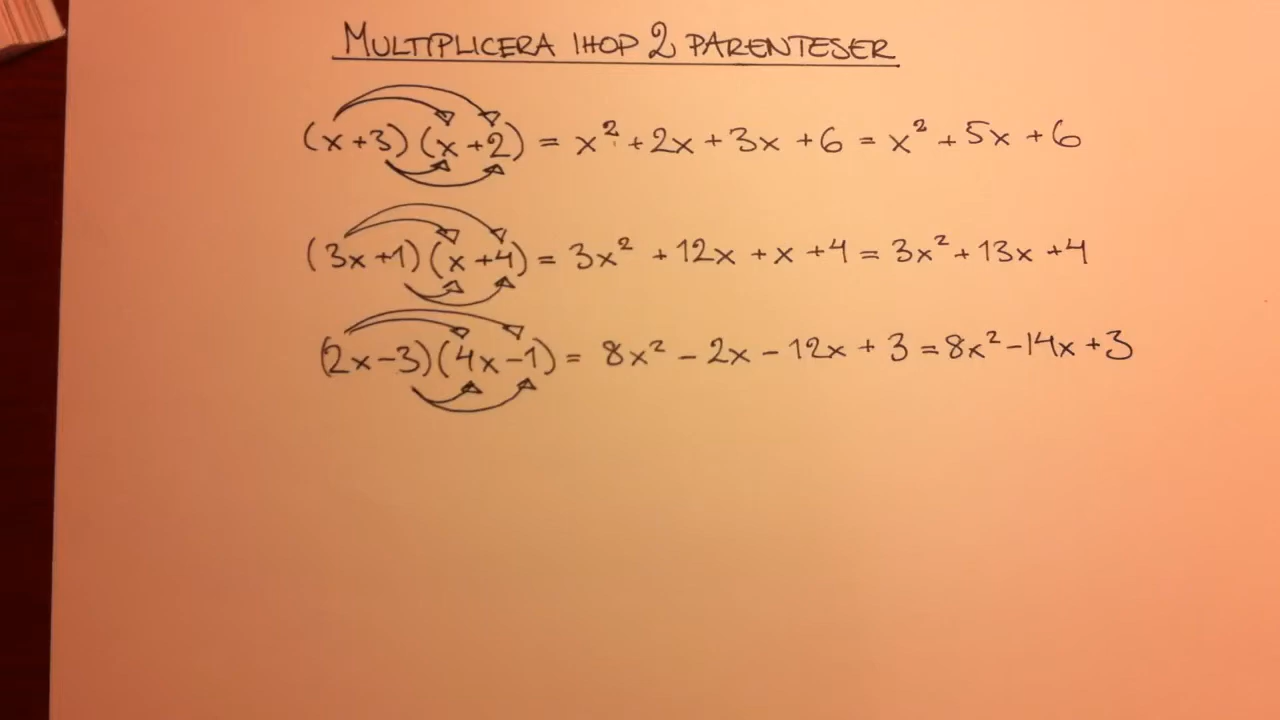 MULTIPLICERA IHOP 2 PARENTESER
(x+3)(x+2) = x² + 2x + 3x + 6 = x² + 5x + 6
(3x+1)(x+4) = 3x² + 12x + x + 4 = 3x² + 13x + 4
(2x-3)(4x-1) = 8x² - 2x - 12x + 3 = 8x² - 14x + 3